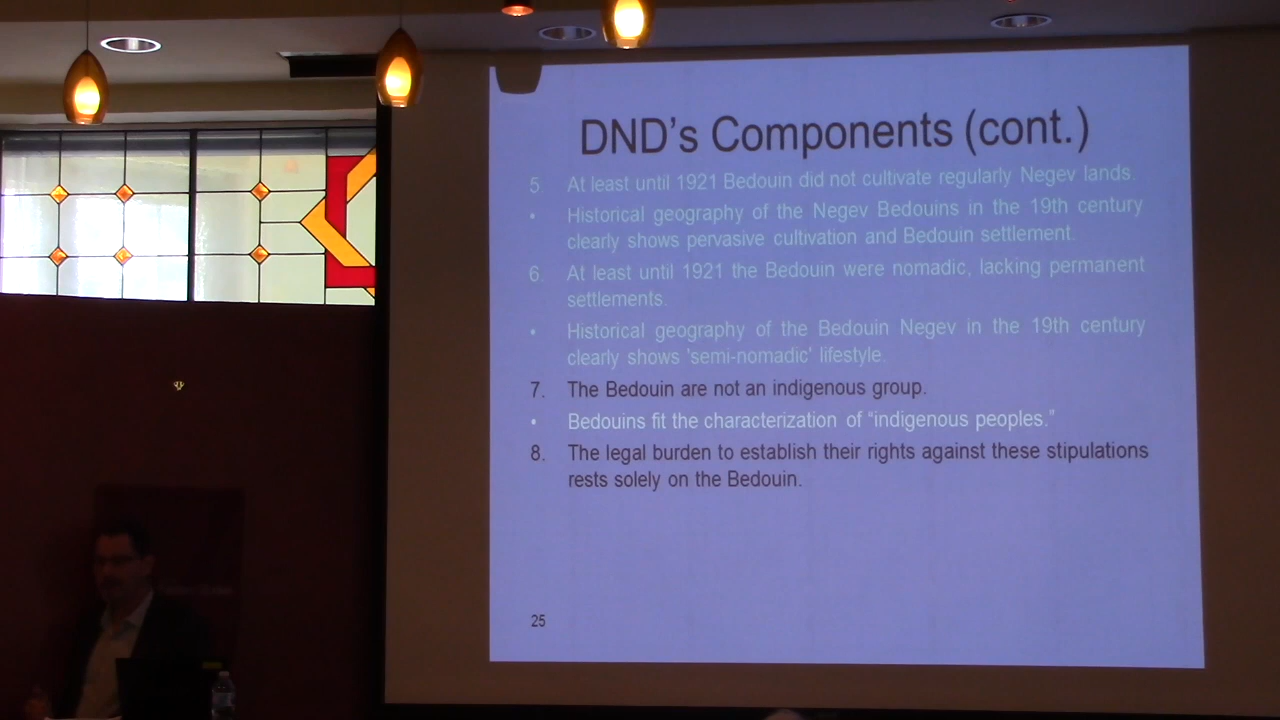 DND's Components (cont.)
5 At least until 1921 Bedouin did not cultivate regularly Negev lands.
• Historical geography of the Negev Bedouins in the 19th century
clearly shows pervasive cultivation and Bedouin settlement.
6. At least until 1921 the Bedouin were nomadic, lacking permanent
settlements.
• Historical geography of the Bedouin Negev in the 19th century
clearly shows 'semi-nomadic' lifestyle.
7. The Bedouin are not an indigenous group.
• Bedouins fit the characterization of “indigenous peoples.”
8. The legal burden to establish their rights against these stipulations
rests solely on the Bedouin.
25